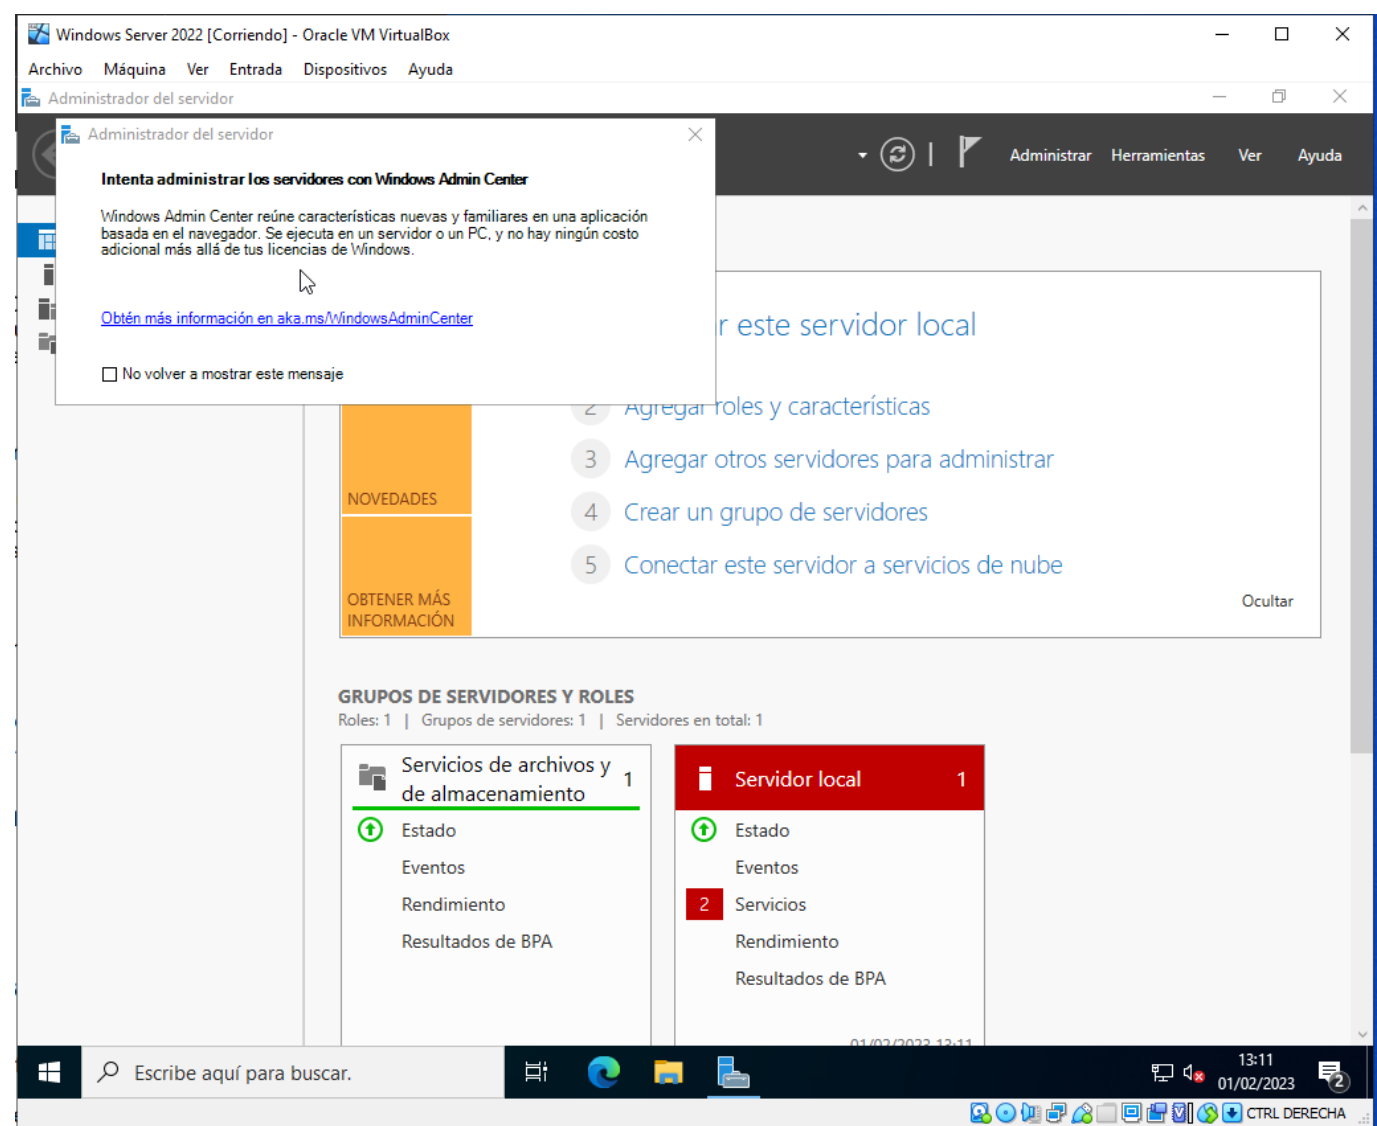 Windows Server 2022 [Corriendo] - Oracle VM VirtualBox
Archivo Máquina Ver Entrada Dispositivos Ayuda
Administrador del servidor
Administrador del servidor
Administrar Herramientas Ver Ayuda
Intenta administrar los servidores con Windows Admin Center
Windows Admin Center reúne características nuevas y familiares en una aplicación
basada en el navegador. Se ejecuta en un servidor o un PC, y no hay ningún costo
adicional más allá de tus licencias de Windows.
Obtén más información en aka.ms/WindowsAdminCenter
No volver a mostrar este mensaje
r este servidor local
2 Agregar roles y características
3 Agregar otros servidores para administrar
4 Crear un grupo de servidores
5 Conectar este servidor a servicios de nube
NOVEDADES
OBTENER MÁS
INFORMACIÓN
Ocultar
GRUPOS DE SERVIDORES Y ROLES
Roles: 1 | Grupos de servidores: 1 | Servidores en total: 1
Servicios de archivos y
de almacenamiento 1
Estado
Eventos
Rendimiento
Resultados de BPA
Servidor local 1
Estado
Eventos
2 Servicios
Rendimiento
Resultados de BPA
01/02/2023 13:11
Escribe aquí para buscar.
13:11
01/02/2023
2
CTRL DERECHA